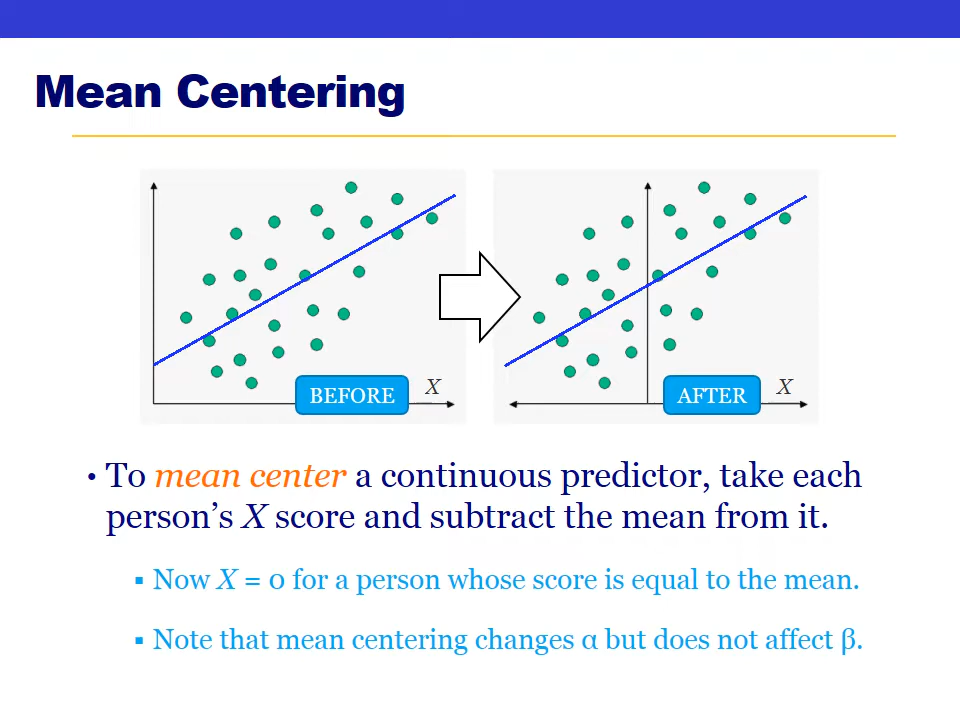 Mean Centering
BEFORE
X
AFTER
X
• To mean center a continuous predictor, take each
person’s X score and subtract the mean from it.
▪ Now X = 0 for a person whose score is equal to the mean.
▪ Note that mean centering changes α but does not affect β.